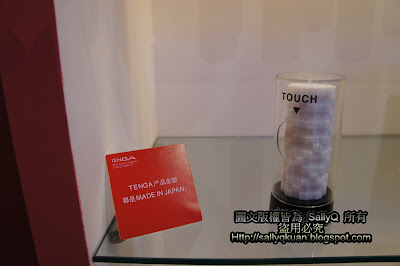 TENGA
TENGA产品全部
都是MADE IN JAPAN.
TOUCH
圖文版權皆為 SallyQ 所有
盜用必究
Http://sallyqkuan.blogspot.com